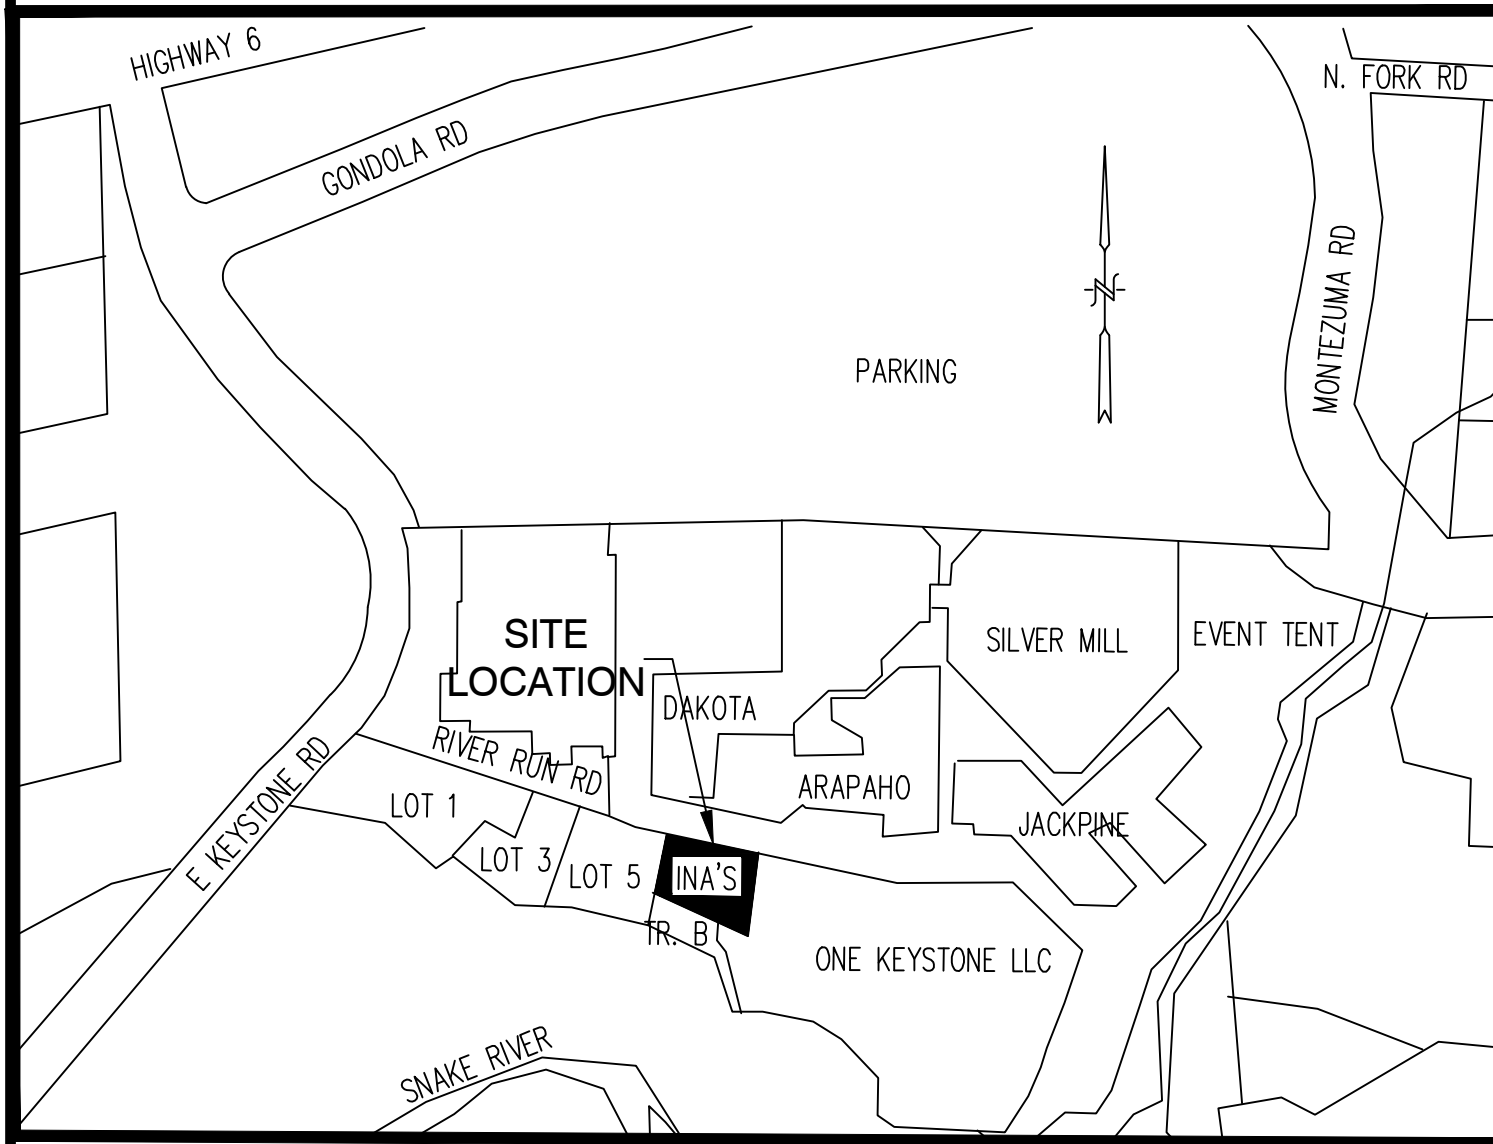 HIGHWAY 6
N. FORK RD
GONDOLA RD
MONTEZUMA RD
N
PARKING
SITE
LOCATION
SILVER MILL
EVENT TENT
DAKOTA
RIVER RUN RD
ARAPAHO
LOT 1
JACKPINE
E KEYSTONE RD
LOT 3
LOT 5
INA'S
TR. B
ONE KEYSTONE LLC
SNAKE RIVER